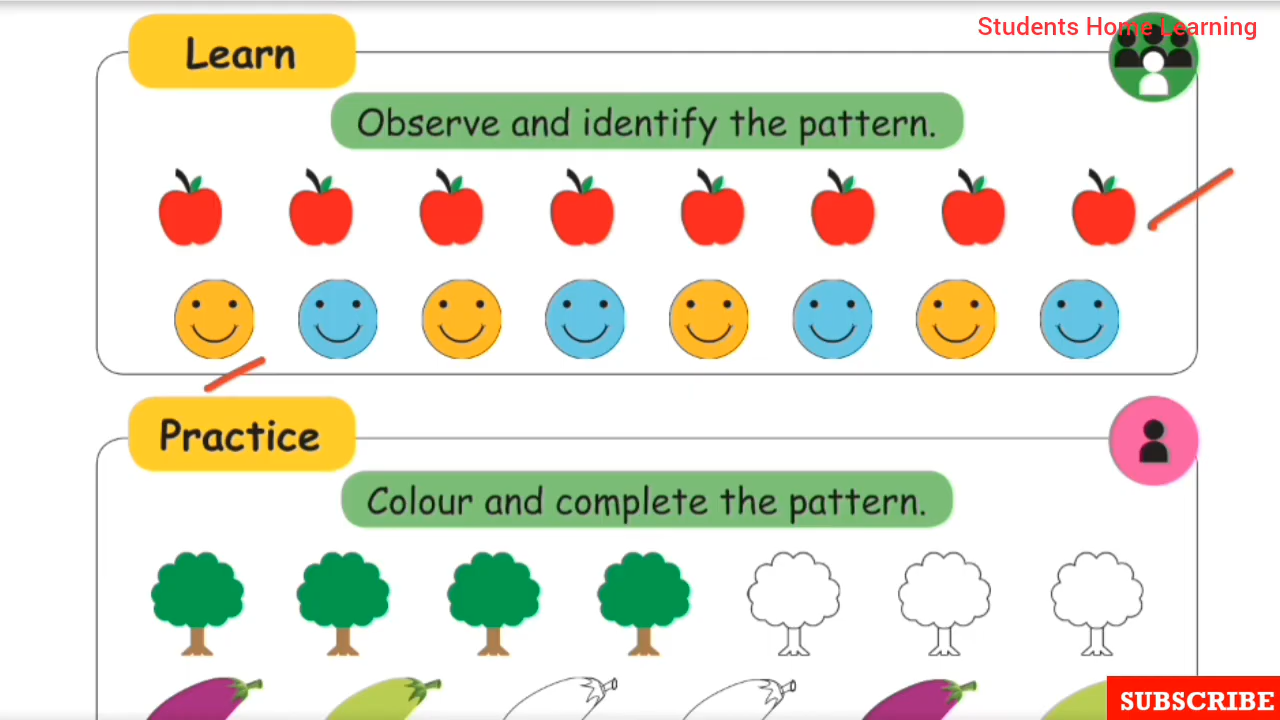 Students Home Learning
Learn
Observe and identify the pattern.
Practice
Colour and complete the pattern.
SUBSCRIBE